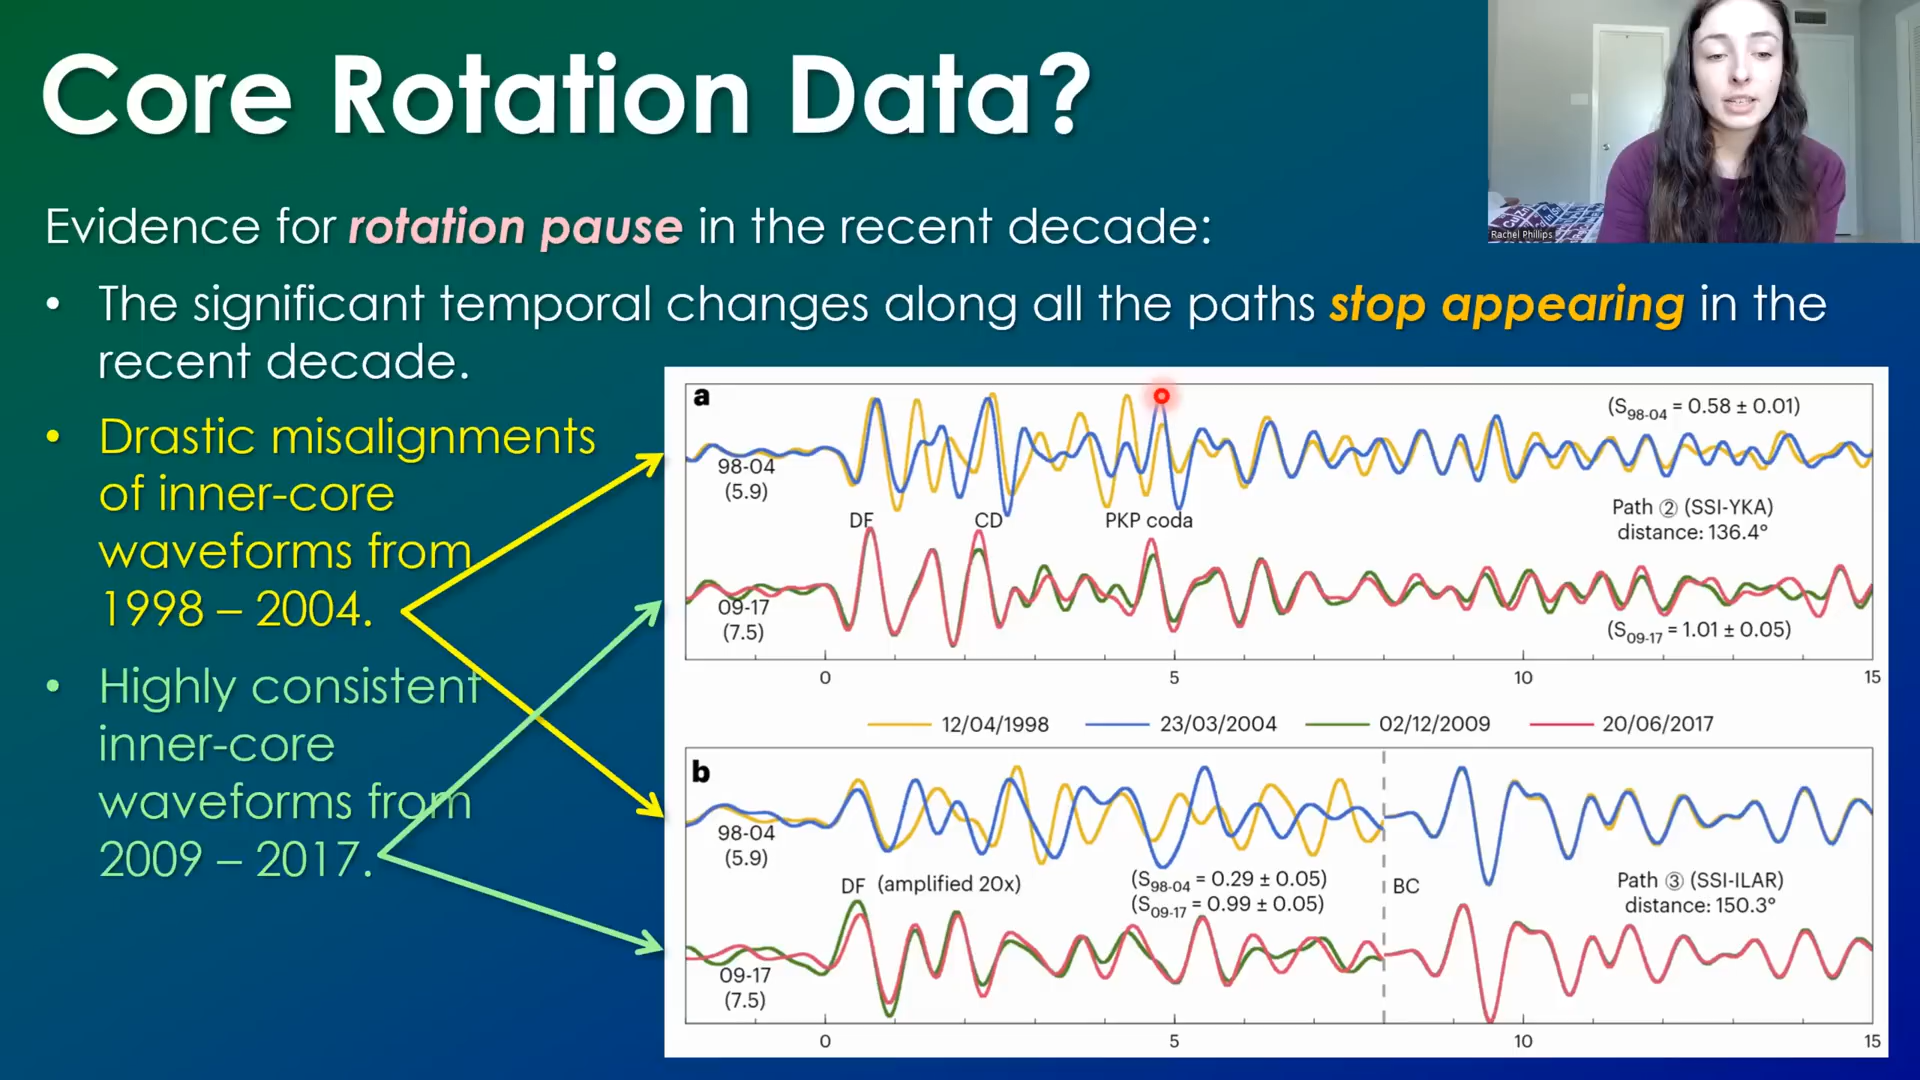 Core Rotation Data?
Rachel Phillips
Evidence for rotation pause in the recent decade:
• The significant temporal changes along all the paths stop appearing in the
recent decade.
• Drastic misalignments
of inner-core
waveforms from
1998 – 2004.
• Highly consistent
inner-core
waveforms from
2009 – 2017.
a
(S98-04 = 0.58 ± 0.01)
98-04
(5.9)
Path ② (SSI-YKA)
distance: 136.4°
DF CD PKP coda
09-17
(7.5)
(S09-17 = 1.01 ± 0.05)
0 5 10 15
12/04/1998 23/03/2004 02/12/2009 20/06/2017
b
98-04
(5.9)
DF (amplified 20x)
(S98-04 = 0.29 ± 0.05)
(S09-17 = 0.99 ± 0.05)
BC
Path ③ (SSI-ILAR)
distance: 150.3°
09-17
(7.5)
0 5 10 15